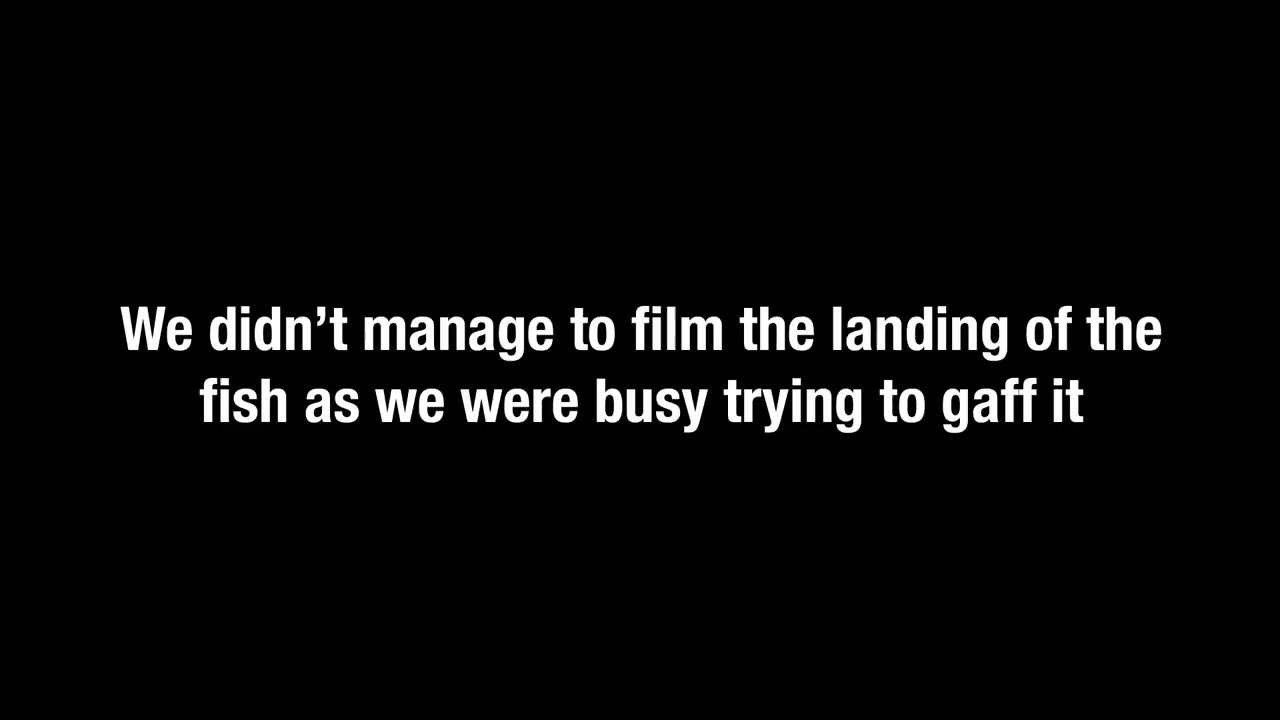 We didn’t manage to film the landing of the
fish as we were busy trying to gaff it